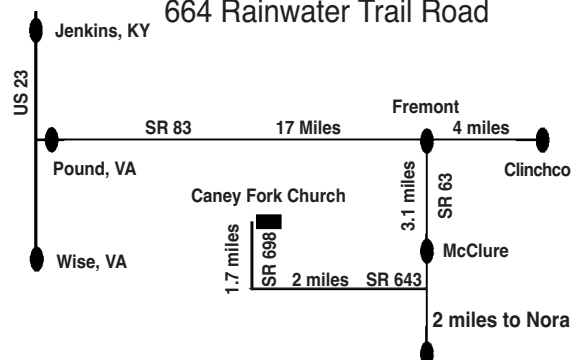 664 Rainwater Trail Road
Jenkins, KY
US 23
Fremont
SR 83
17 Miles
4 miles
Pound, VA
Clinchco
3.1 miles
SR 63
Caney Fork Church
1.7 miles
SR 698
McClure
Wise, VA
2 miles
SR 643
2 miles to Nora